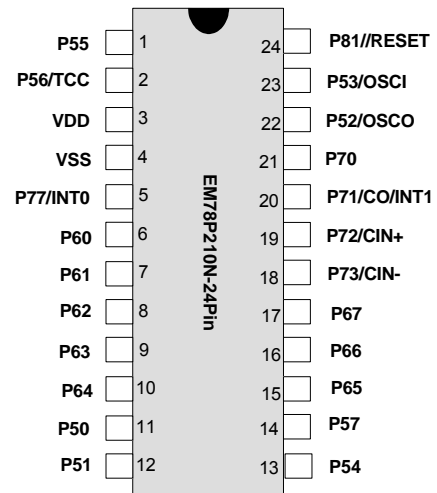 P55 1 24 P81//RESET
P56/TCC 2 23 P53/OSCI
VDD 3 22 P52/OSCO
VSS 4 21 P70
P77/INT0 5 20 P71/CO/INT1
P60 6 19 P72/CIN+
P61 7 18 P73/CIN-
P62 8 17 P67
P63 9 16 P66
P64 10 15 P65
P50 11 14 P57
P51 12 13 P54
EM78P210N-24Pin